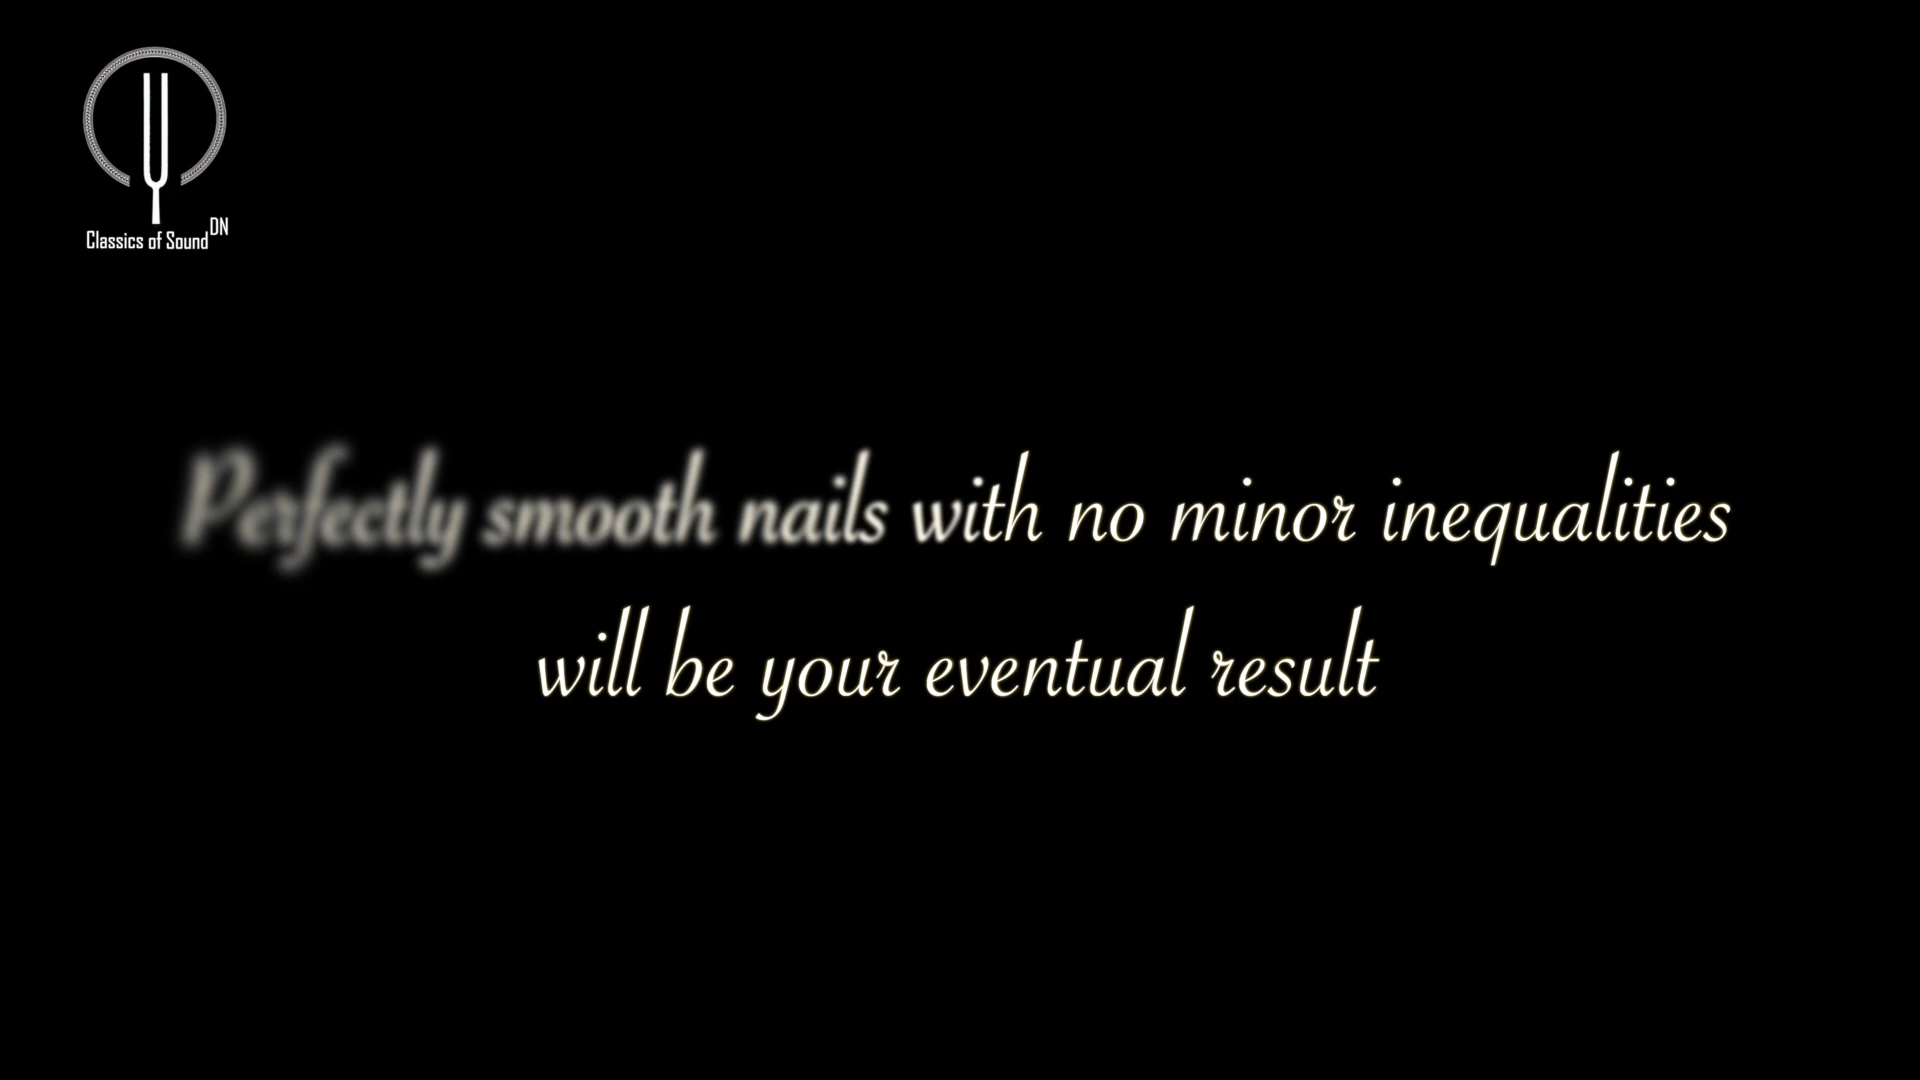 Classics of Sound DN
Perfectly smooth nails with no minor inequalities
will be your eventual result